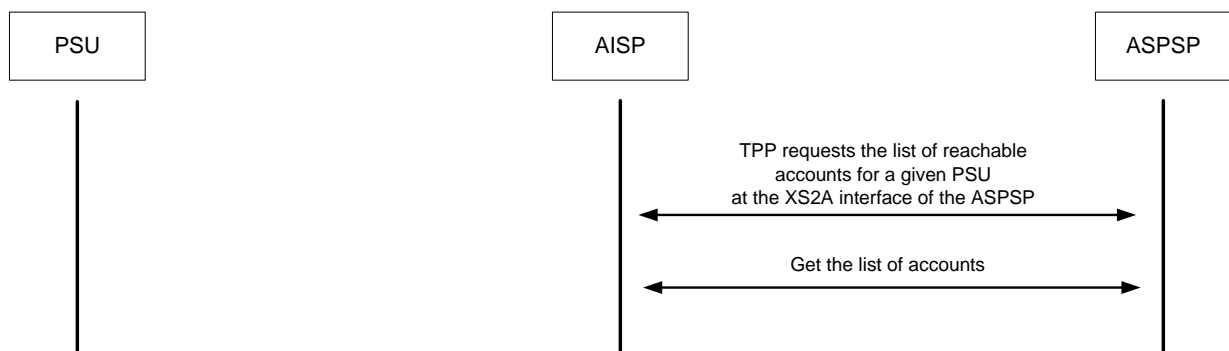 PSU
AISP
ASPSP
TPP requests the list of reachable
accounts for a given PSU
at the XS2A interface of the ASPSP
Get the list of accounts